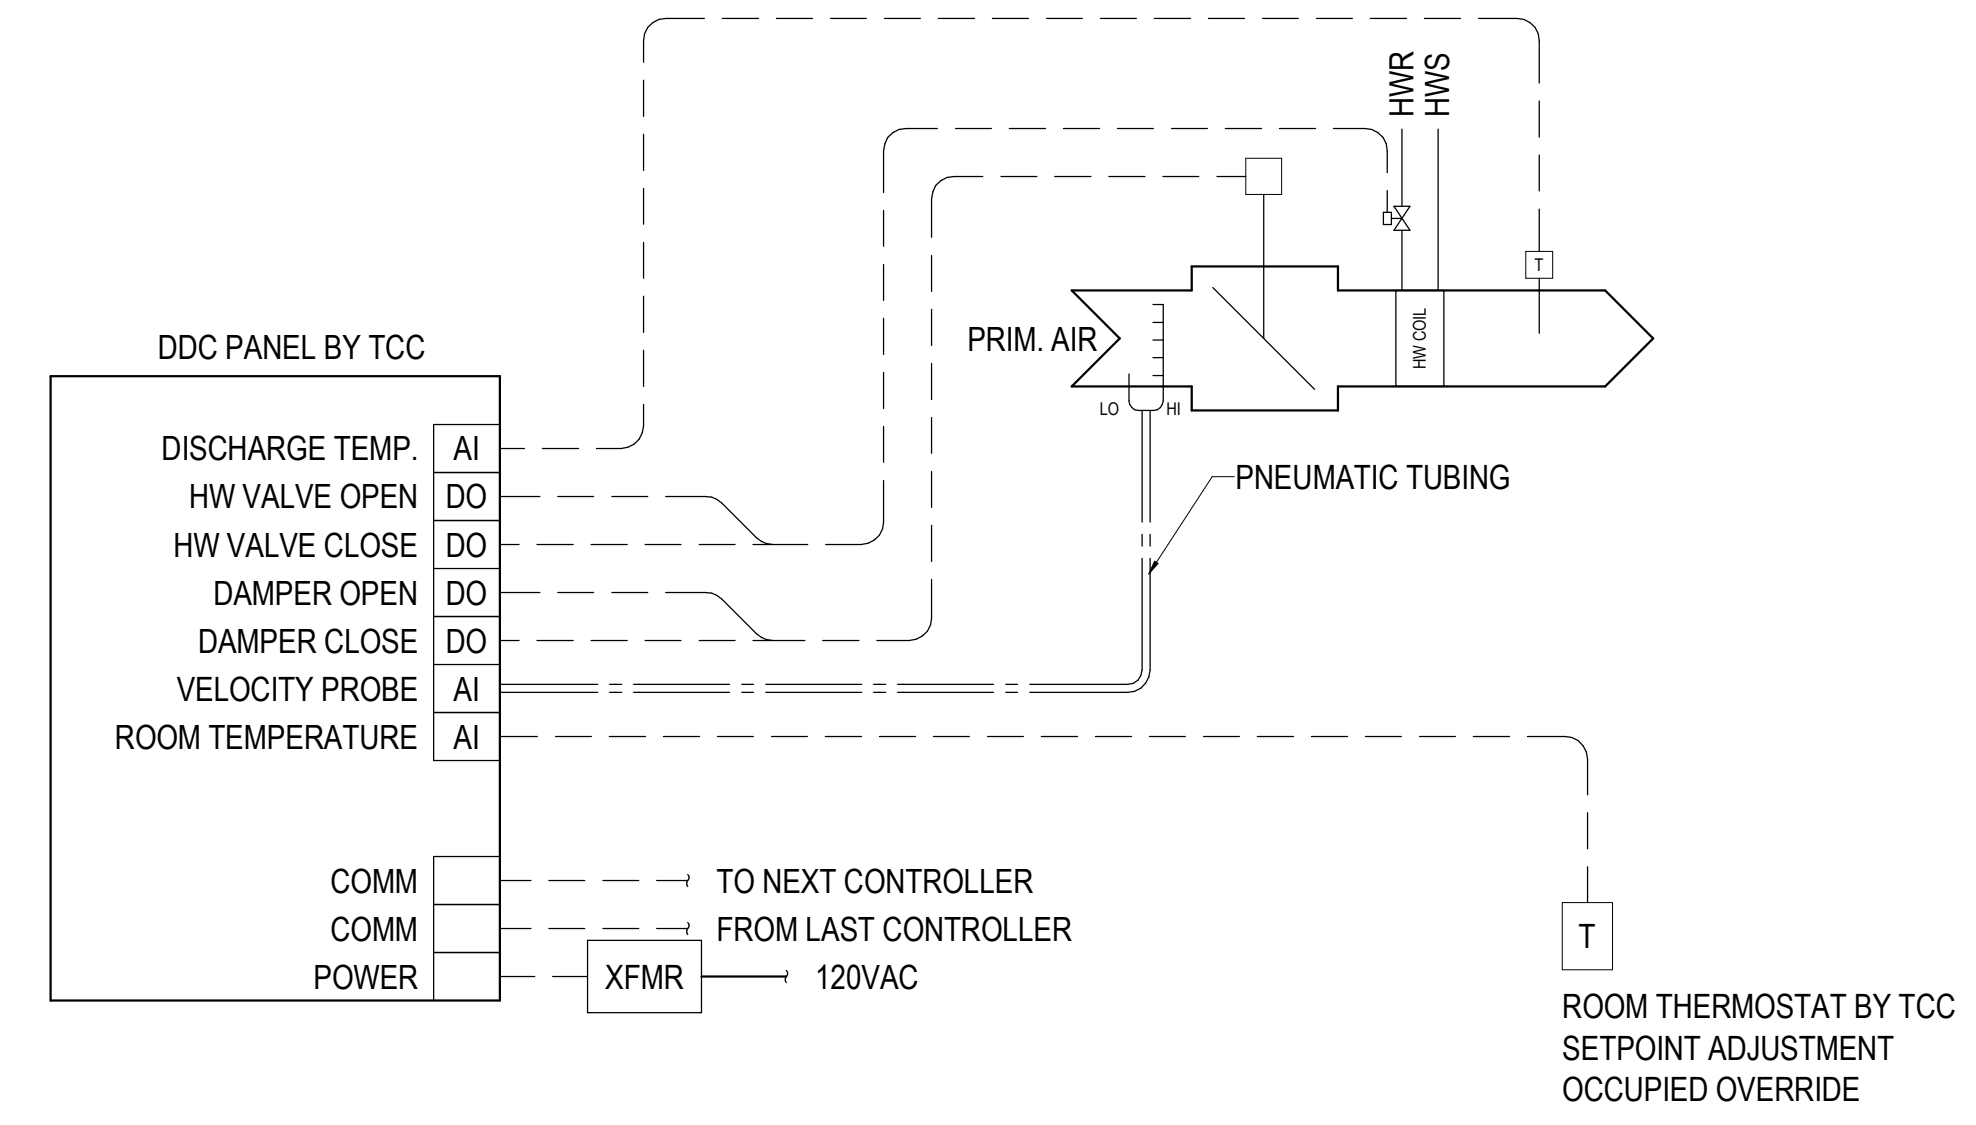 HWR
HWS
T
PRIM. AIR
HW COIL
LO
HI
DDC PANEL BY TCC
DISCHARGE TEMP. AI
HW VALVE OPEN DO
PNEUMATIC TUBING
HW VALVE CLOSE DO
DAMPER OPEN DO
DAMPER CLOSE DO
VELOCITY PROBE AI
ROOM TEMPERATURE AI
COMM TO NEXT CONTROLLER
COMM FROM LAST CONTROLLER
POWER XFMR 120VAC
T
ROOM THERMOSTAT BY TCC
SETPOINT ADJUSTMENT
OCCUPIED OVERRIDE